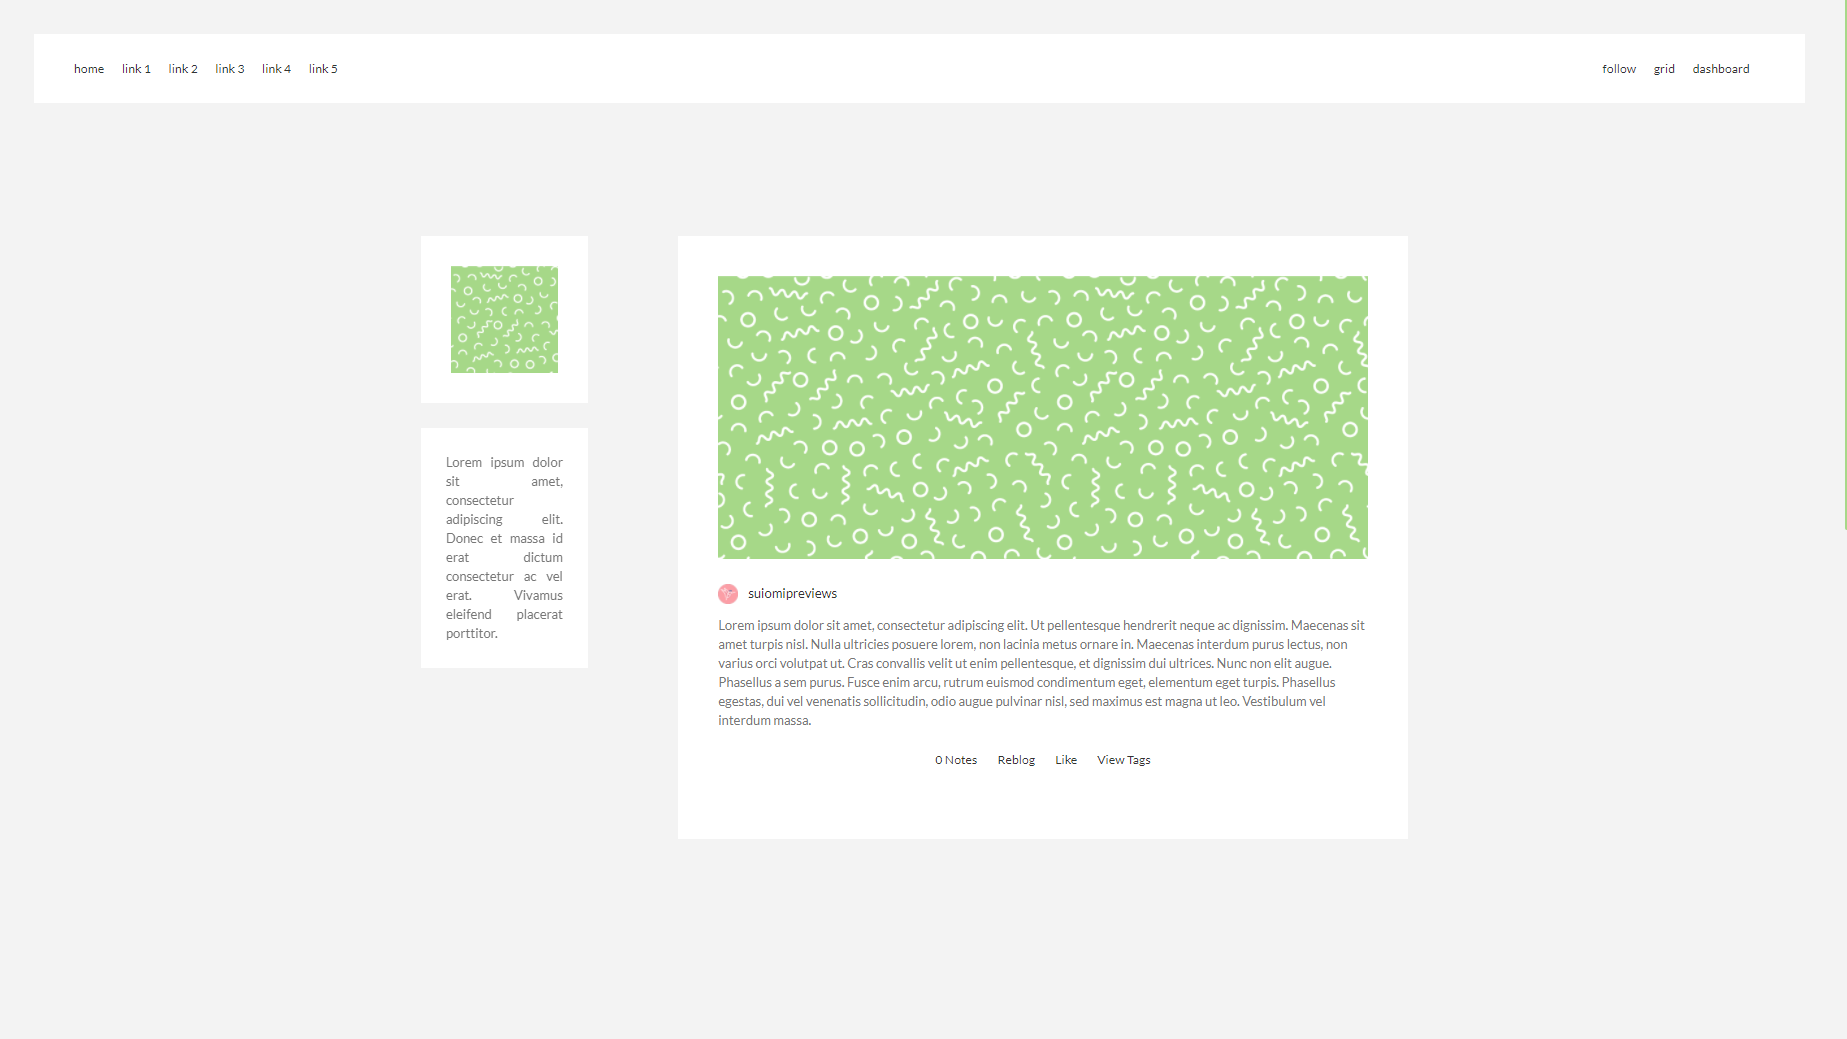 home link 1 link 2 link 3 link 4 link 5 follow grid dashboard
Lorem ipsum dolor
sit amet,
consectetur
adipiscing elit.
Donec et massa id
erat dictum
consectetur ac vel
erat. Vivamus
eleifend placerat
porttitor.
suiomipreviews
Lorem ipsum dolor sit amet, consectetur adipiscing elit. Ut pellentesque hendrerit neque ac dignissim. Maecenas sit
amet turpis nisl. Nulla ultricies posuere lorem, non lacinia metus ornare in. Maecenas interdum purus lectus, non
varius orci volutpat ut. Cras convallis velit ut enim pellentesque, et dignissim dui ultrices. Nunc non elit augue.
Phasellus a sem purus. Fusce enim arcu, rutrum euismod condimentum eget, elementum eget turpis. Phasellus
egestas, dui vel venenatis sollicitudin, odio augue pulvinar nisl, sed maximus est magna ut leo. Vestibulum vel
interdum massa.
0 Notes Reblog Like View Tags